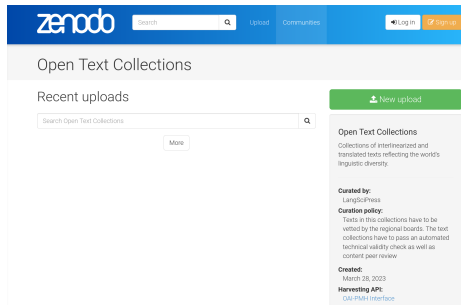 zenodo
Search
Upload
Communities
Log in
Sign up
Open Text Collections
Recent uploads
New upload
Search Open Text Collections
More
Open Text Collections
Collections of interlinearized and
translated texts reflecting the world's
linguistic diversity.
Curated by:
LangSciPress
Curation policy:
Texts in this collections have to be
vetted by the regional boards. The text
collections have to pass an automated
technical validity check as well as
content peer review
Created:
March 28, 2023
Harvesting API:
OAI-PMH Interface